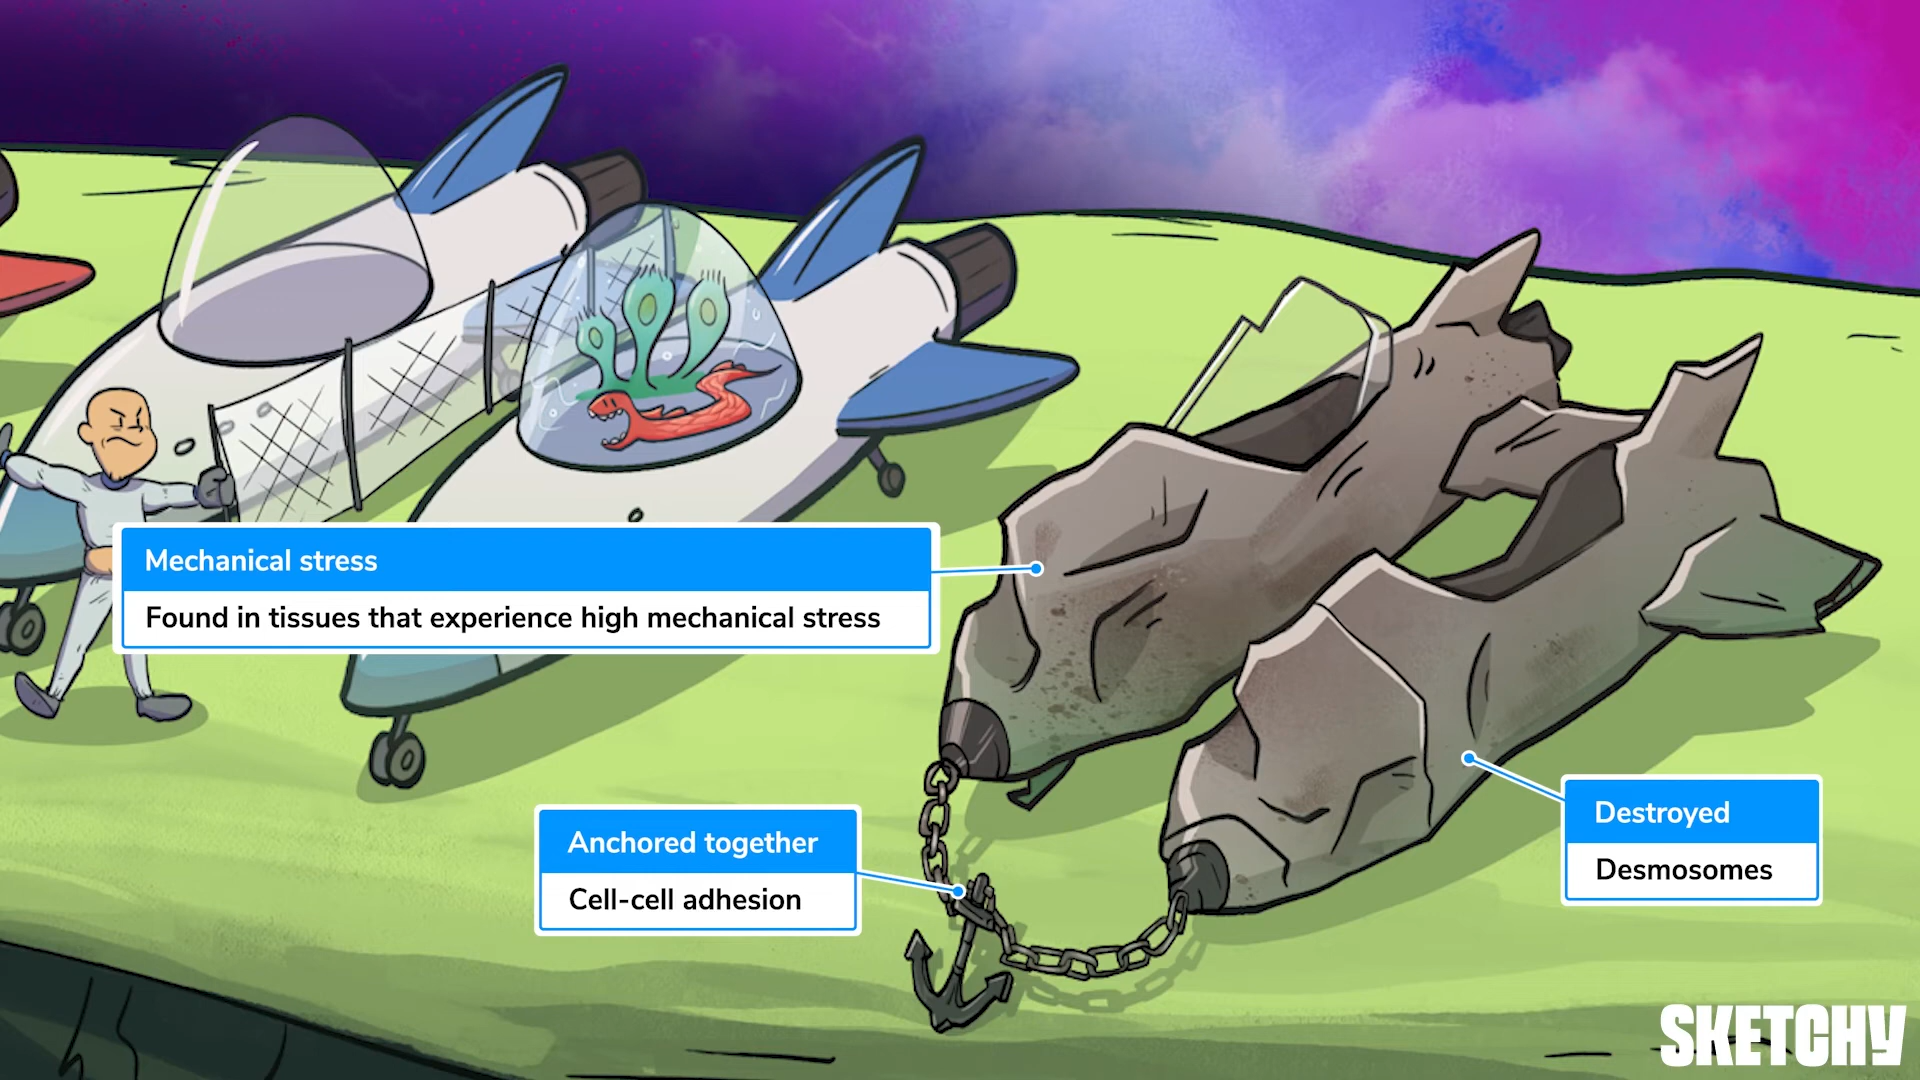 Mechanical stress
Found in tissues that experience high mechanical stress
Anchored together
Cell-cell adhesion
Destroyed
Desmosomes
SKETCHY